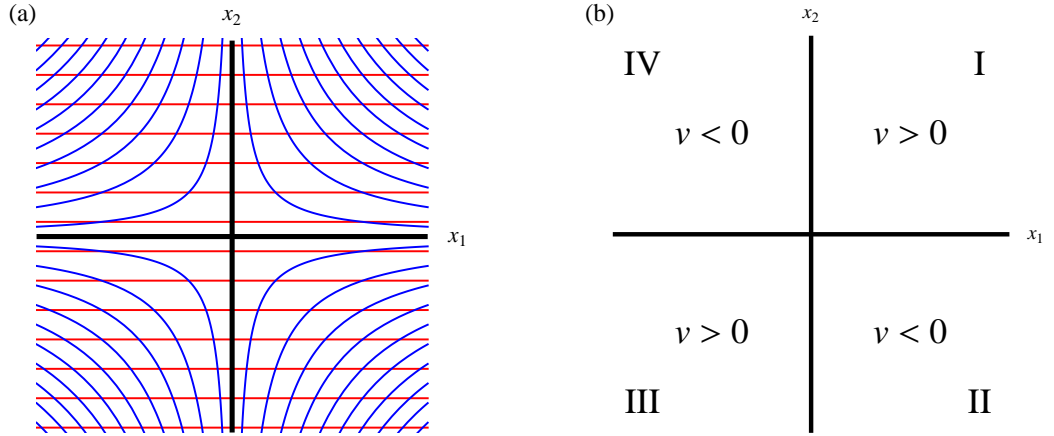 (a)
x₂
x₁
(b)
x₂
IV
I
v < 0
v > 0
x₁
v > 0
v < 0
III
II